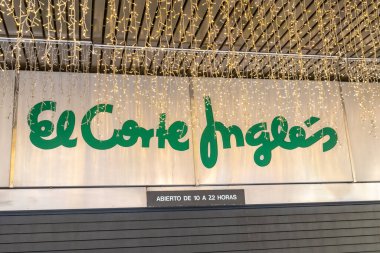 El Corte Inglés
ABIERTO DE 10 A 22 HORAS